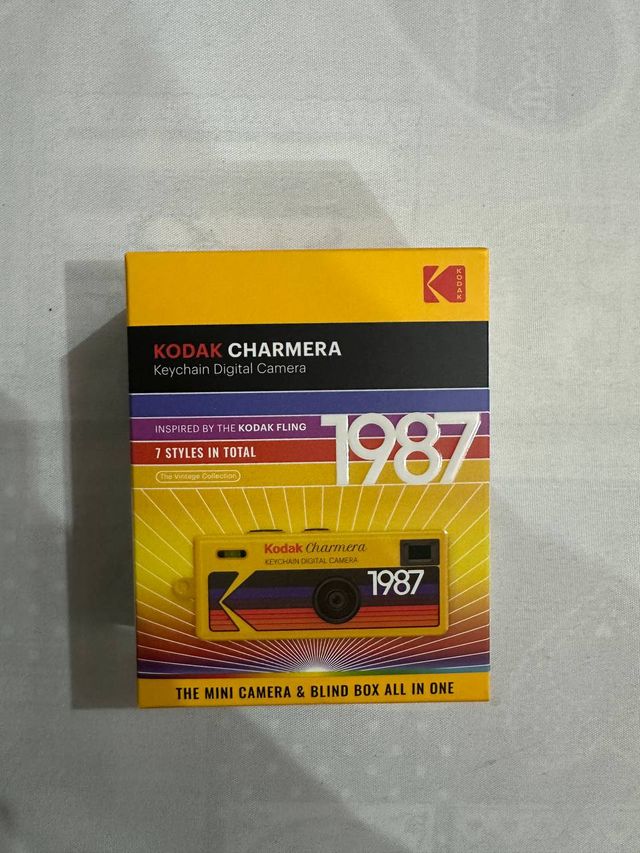 KODAK
KODAK CHARMERA
Keychain Digital Camera
INSPIRED BY THE KODAK FLING
1987
7 STYLES IN TOTAL
The Vintage Collection
Kodak Charmera
KEYCHAIN DIGITAL CAMERA
1987
THE MINI CAMERA & BLIND BOX ALL IN ONE